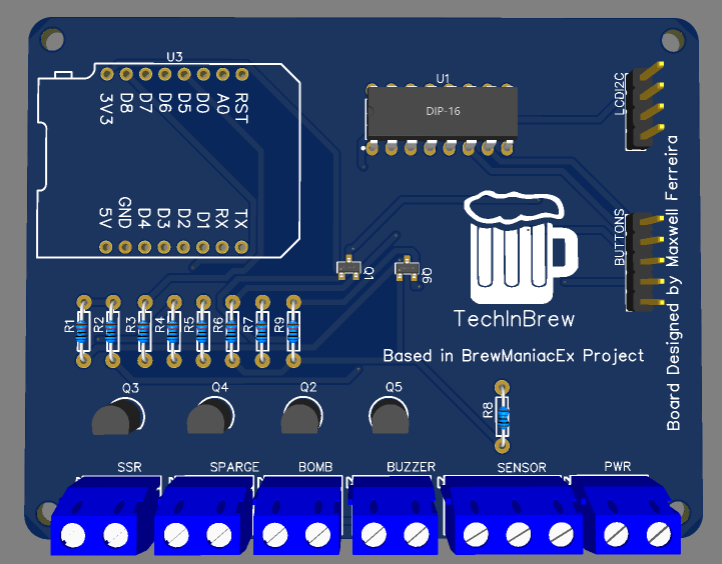 U3
3V3 D8 D7 D6 D5 D0 A0 RST
5V GND D4 D3 D2 D1 RX TX
U1
DIP-16
LCDI2C
BUTTONS
Board Designed by Maxwell Ferreira
Q1
Q6
TechInBrew
Based in BrewManiacEx Project
R1 R2 R3 R4 R5 R6 R7 R9
Q3 Q4 Q2 Q5
R8
SSR SPARGE BOMB BUZZER SENSOR PWR